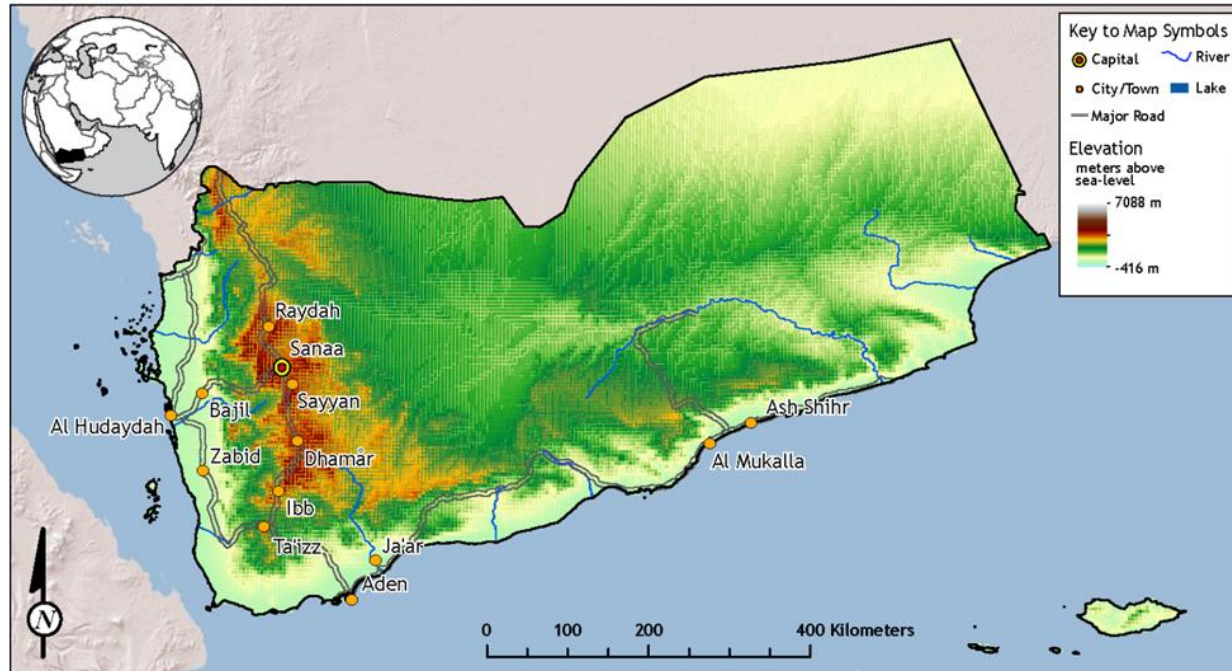 Key to Map Symbols
Capital
River
City/Town
Lake
Major Road
Elevation
meters above
sea-level
7088 m
-416 m
Raydah
Sanaa
Sayyan
Bajil
Al Hudaydah
Zabid
Dhamār
Ibb
Ta'izz
Ja'ar
Aden
Ash Shihr
Al Mukalla
N
0 100 200 400 Kilometers